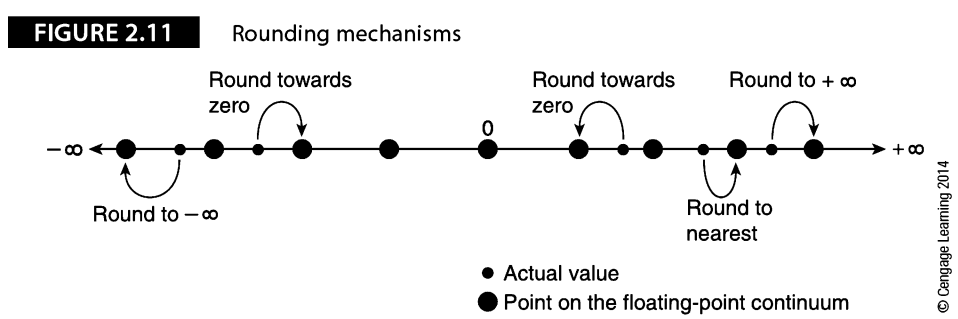 FIGURE 2.11 Rounding mechanisms
Round towards
zero
Round towards
zero
Round to + ∞
0
− ∞
+ ∞
Round to − ∞
Round to
nearest
Actual value
Point on the floating-point continuum
© Cengage Learning 2014